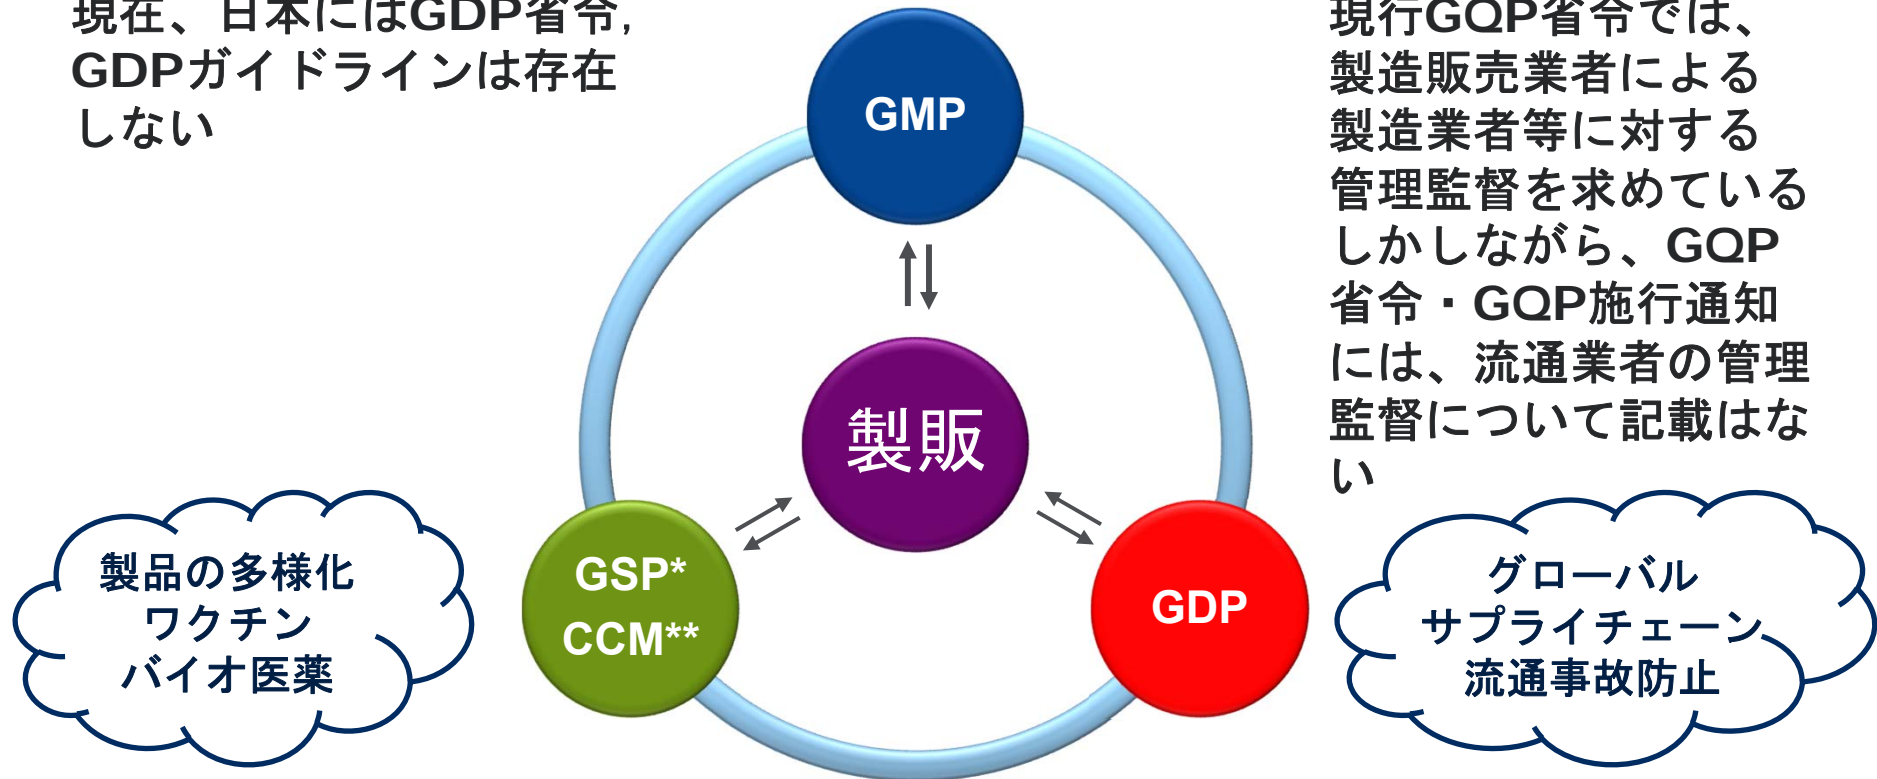 現在、日本にはGDP省令,
GDPガイドラインは存在
しない
現行GQP省令では、
製造販売業者による
製造業者等に対する
管理監督を求めている
しかしながら、GQP
省令・GQP施行通知
には、流通業者の管理
監督について記載はな
い
GMP
製販
GSP*
CCM**
GDP
製品の多様化
ワクチン
バイオ医薬
グローバル
サプライチェーン
流通事故防止